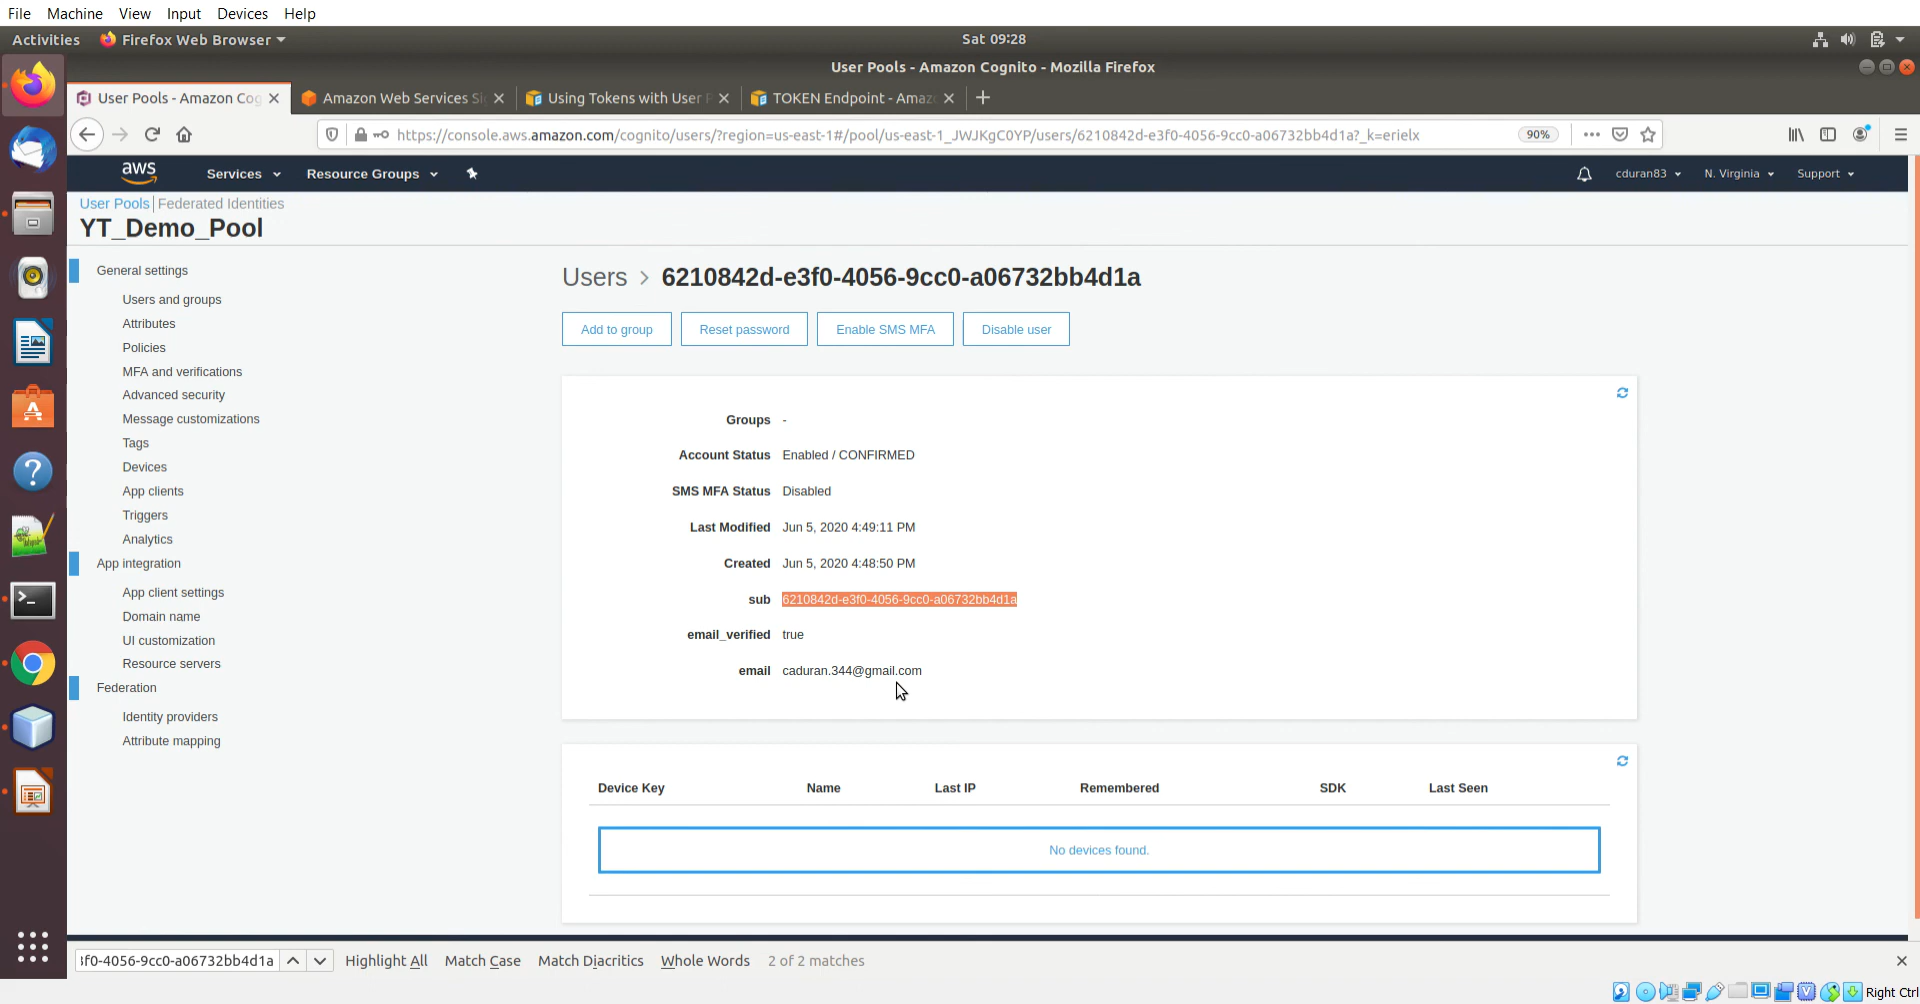 File Machine View Input Devices Help
Activities Firefox Web Browser Sat 09:28
User Pools - Amazon Cognito - Mozilla Firefox
User Pools - Amazon Cog Amazon Web Services Si Using Tokens with User P TOKEN Endpoint - Amaz
https://console.aws.amazon.com/cognito/users/?region=us-east-1#/pool/us-east-1_JWJKgC0YP/users/6210842d-e3f0-4056-9cc0-a06732bb4d1a?_k=erielx 90%
aws Services Resource Groups cduran83 N. Virginia Support
User Pools | Federated Identities
YT_Demo_Pool
General settings
Users and groups
Attributes
Policies
MFA and verifications
Advanced security
Message customizations
Tags
Devices
App clients
Triggers
Analytics
App integration
App client settings
Domain name
UI customization
Resource servers
Federation
Identity providers
Attribute mapping
Users > 6210842d-e3f0-4056-9cc0-a06732bb4d1a
Add to group Reset password Enable SMS MFA Disable user
Groups -
Account Status Enabled / CONFIRMED
SMS MFA Status Disabled
Last Modified Jun 5, 2020 4:49:11 PM
Created Jun 5, 2020 4:48:50 PM
sub 6210842d-e3f0-4056-9cc0-a06732bb4d1a
email_verified true
email caduran.344@gmail.com
Device Key Name Last IP Remembered SDK Last Seen
No devices found.
3f0-4056-9cc0-a06732bb4d1a Highlight All Match Case Match Diacritics Whole Words 2 of 2 matches
Right Ctrl